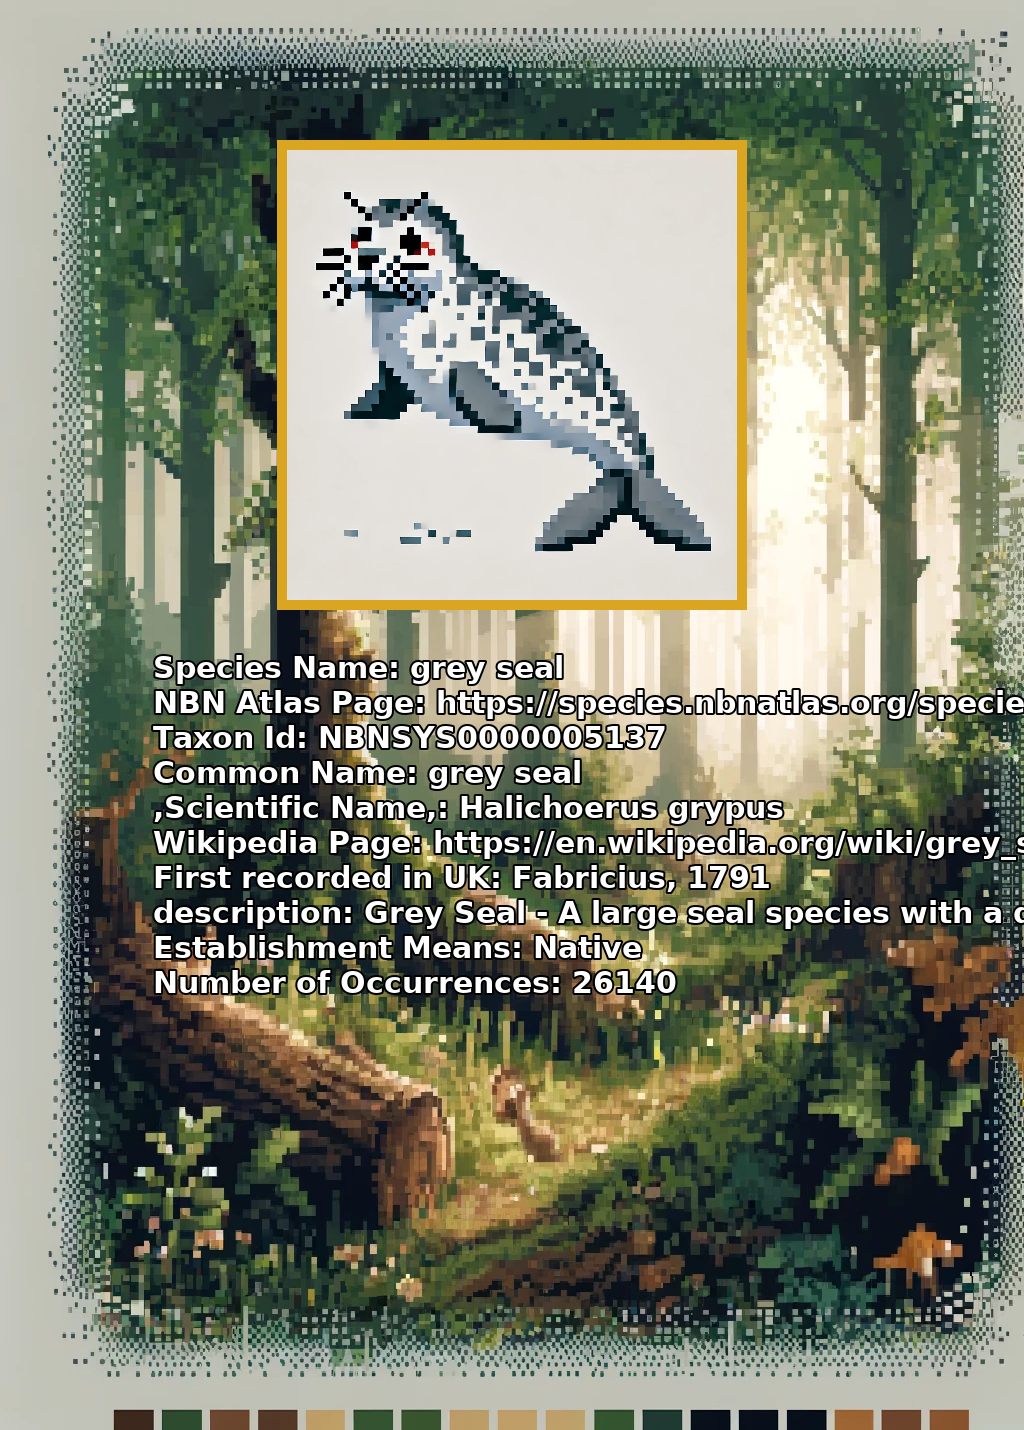 Species Name: grey seal
NBN Atlas Page: https://species.nbnatlas.org/specie
Taxon Id: NBNSYS0000005137
Common Name: grey seal
,Scientific Name,: Halichoerus grypus
Wikipedia Page: https://en.wikipedia.org/wiki/grey_s
First recorded in UK: Fabricius, 1791
description: Grey Seal - A large seal species with a
Establishment Means: Native
Number of Occurrences: 26140